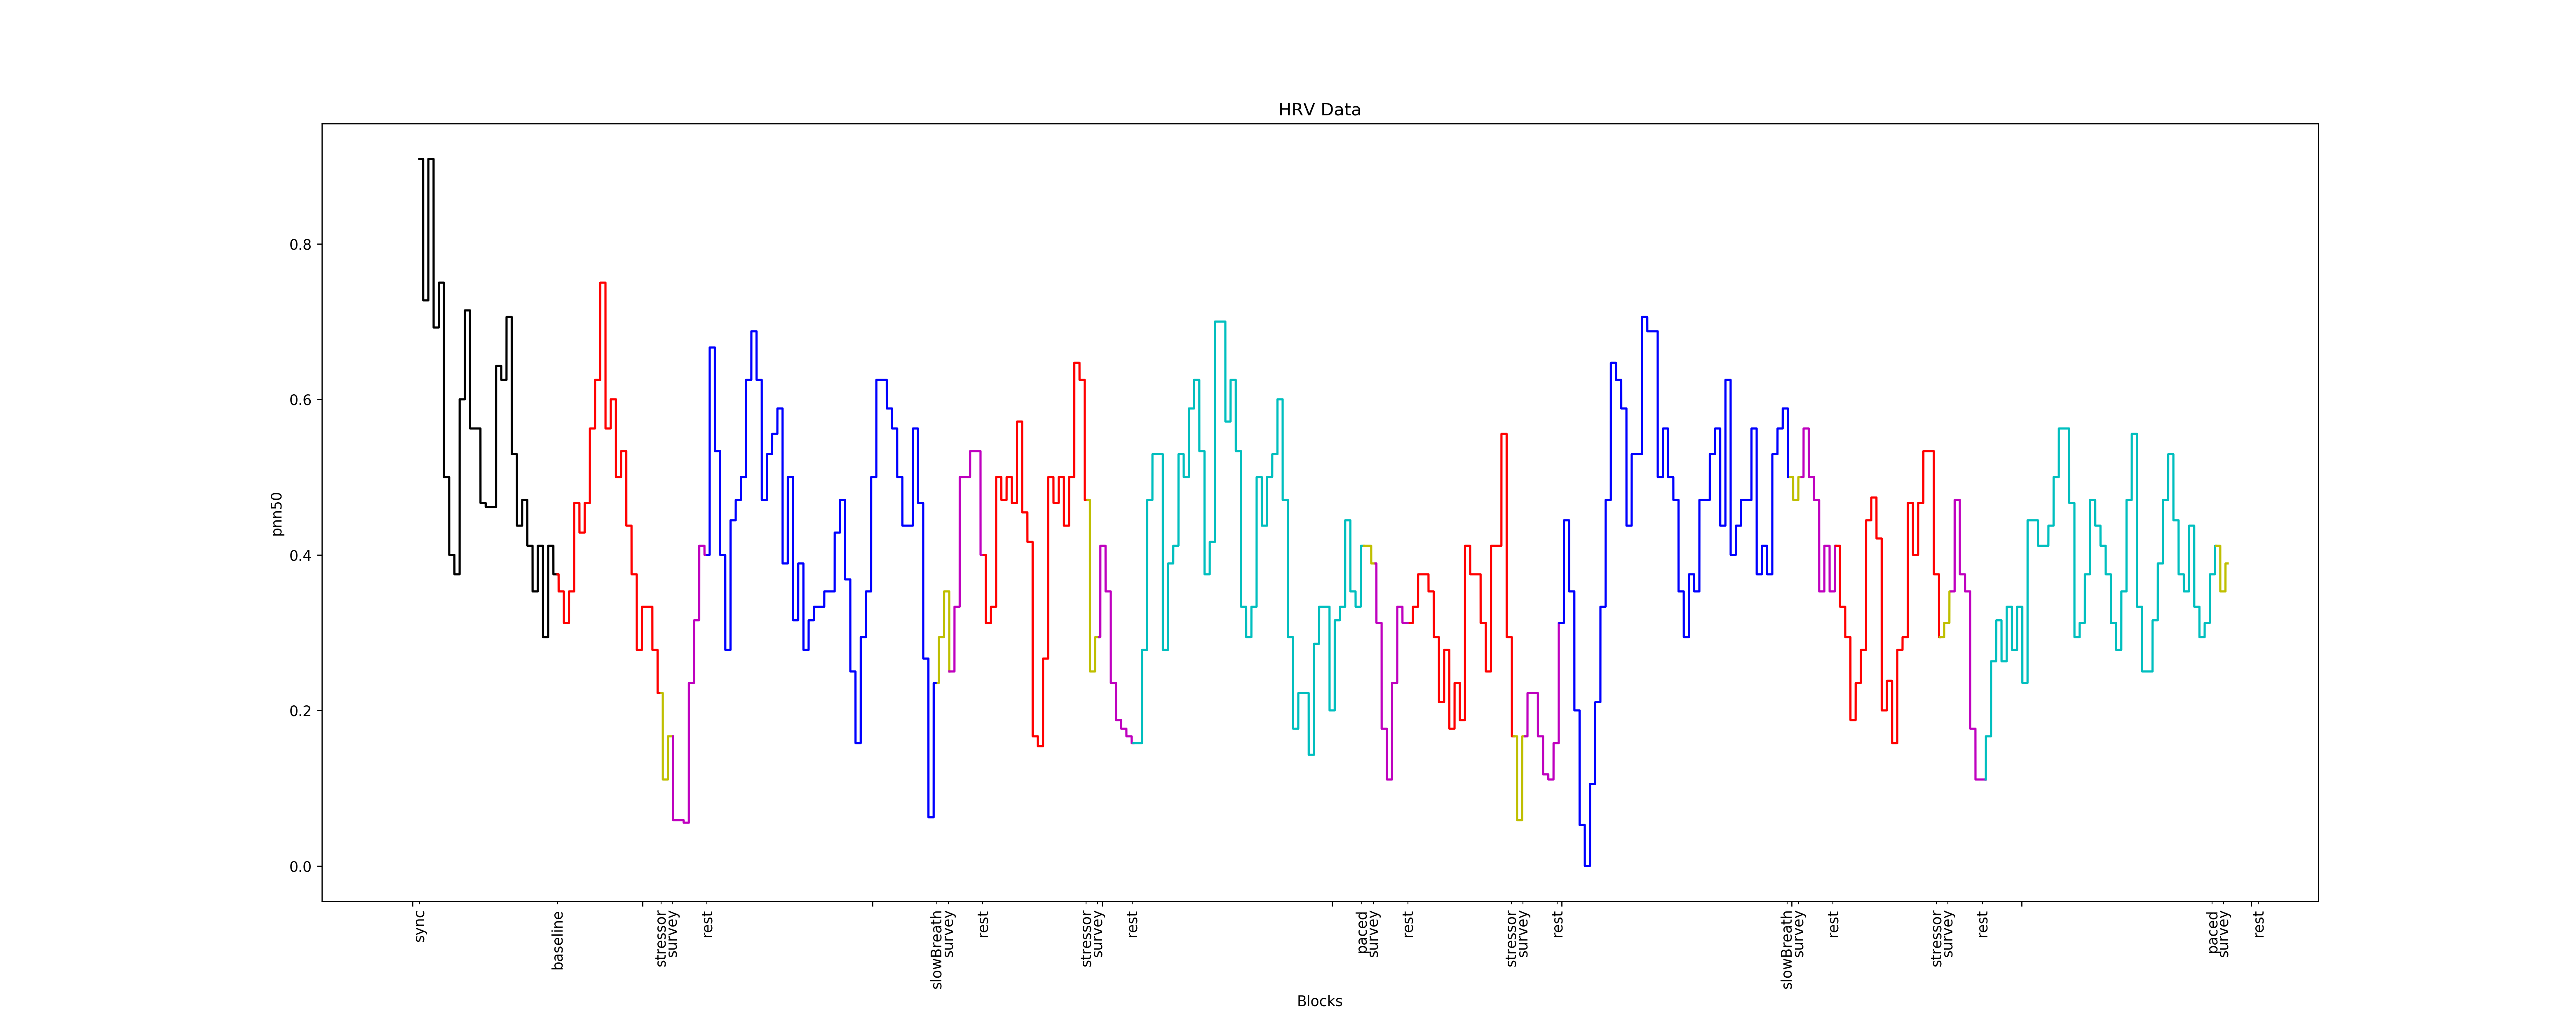 HRV Data
pnn50
0.8
0.6
0.4
0.2
0.0
sync
baseline
stressor
survey
rest
slowBreath
survey
rest
stressor
survey
rest
paced
survey
rest
stressor
survey
rest
slowBreath
survey
rest
stressor
survey
rest
paced
survey
rest
Blocks